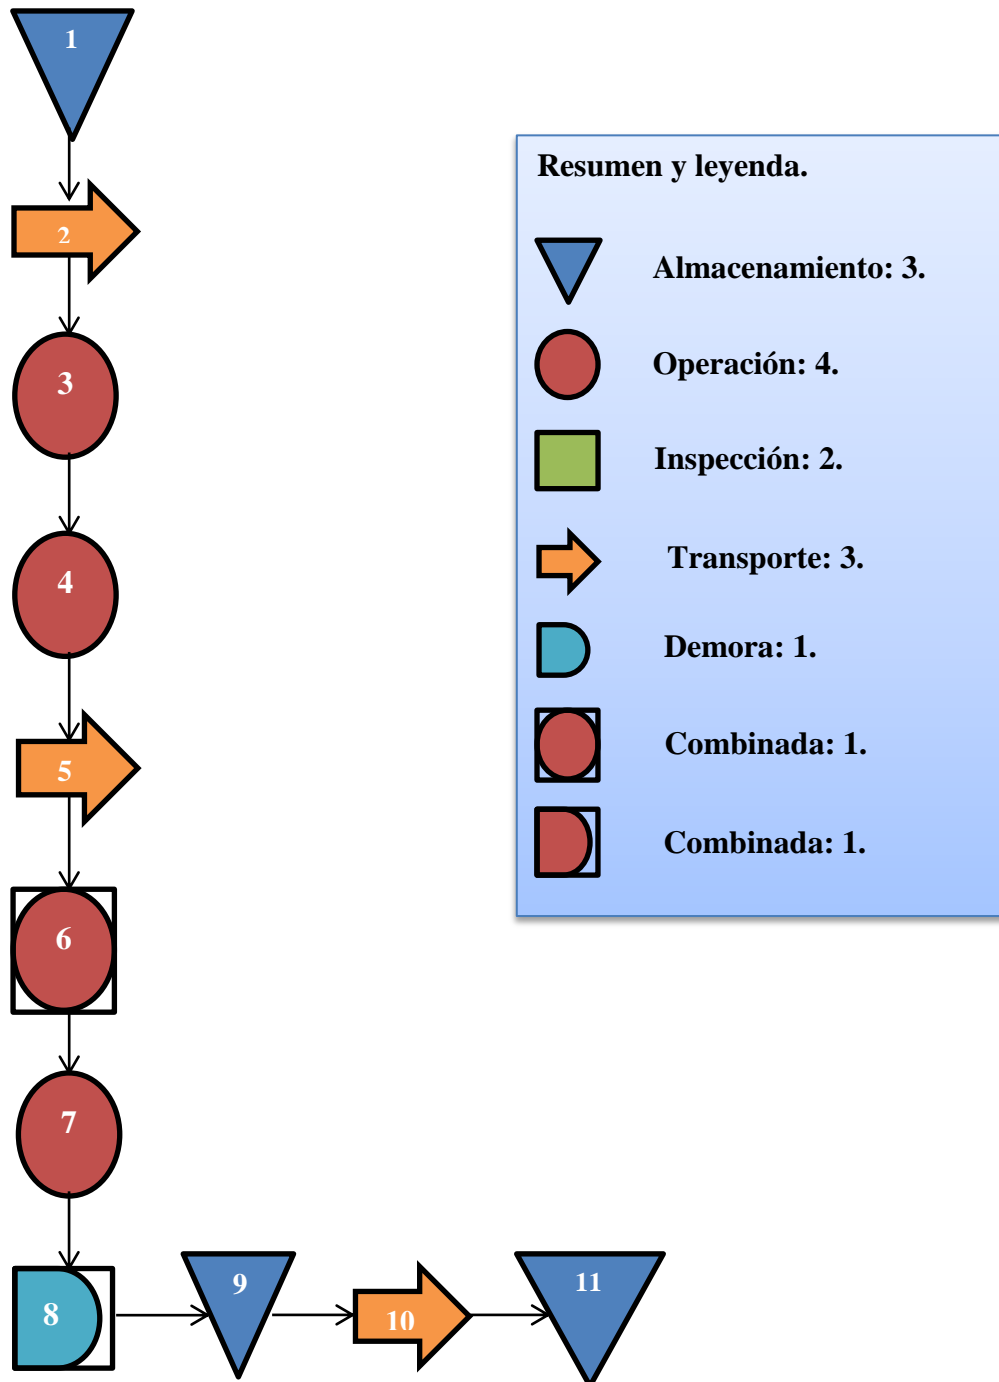 1
2
3
4
5
6
7
8
9
10
11
Resumen y leyenda.
Almacenamiento: 3.
Operación: 4.
Inspección: 2.
Transporte: 3.
Demora: 1.
Combinada: 1.
Combinada: 1.